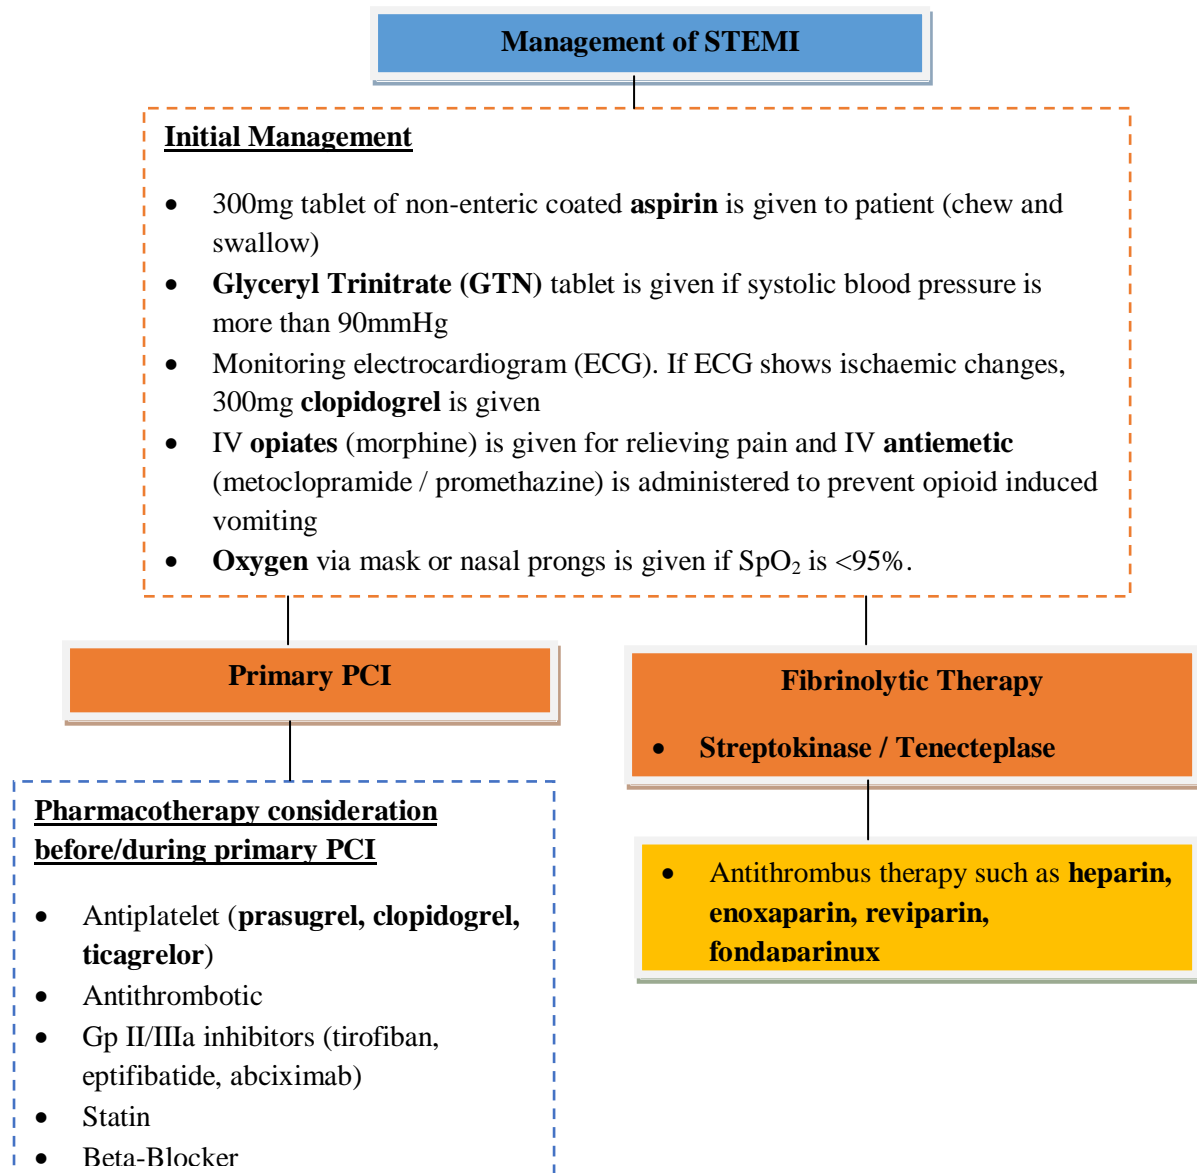 Management of STEMI
Initial Management
• 300mg tablet of non-enteric coated aspirin is given to patient (chew and
swallow)
• Glyceryl Trinitrate (GTN) tablet is given if systolic blood pressure is
more than 90mmHg
• Monitoring electrocardiogram (ECG). If ECG shows ischaemic changes,
300mg clopidogrel is given
• IV opiates (morphine) is given for relieving pain and IV antiemetic
(metoclopramide / promethazine) is administered to prevent opioid induced
vomiting
• Oxygen via mask or nasal prongs is given if SpO₂ is <95%.
Primary PCI
Fibrinolytic Therapy
• Streptokinase / Tenecteplase
Pharmacotherapy consideration
before/during primary PCI
• Antiplatelet (prasugrel, clopidogrel,
ticagrelor)
• Antithrombotic
• Gp II/IIIa inhibitors (tirofiban,
eptifibatide, abciximab)
• Statin
• Beta-Blocker
• Antithrombus therapy such as heparin,
enoxaparin, reviparin,
fondaparinux